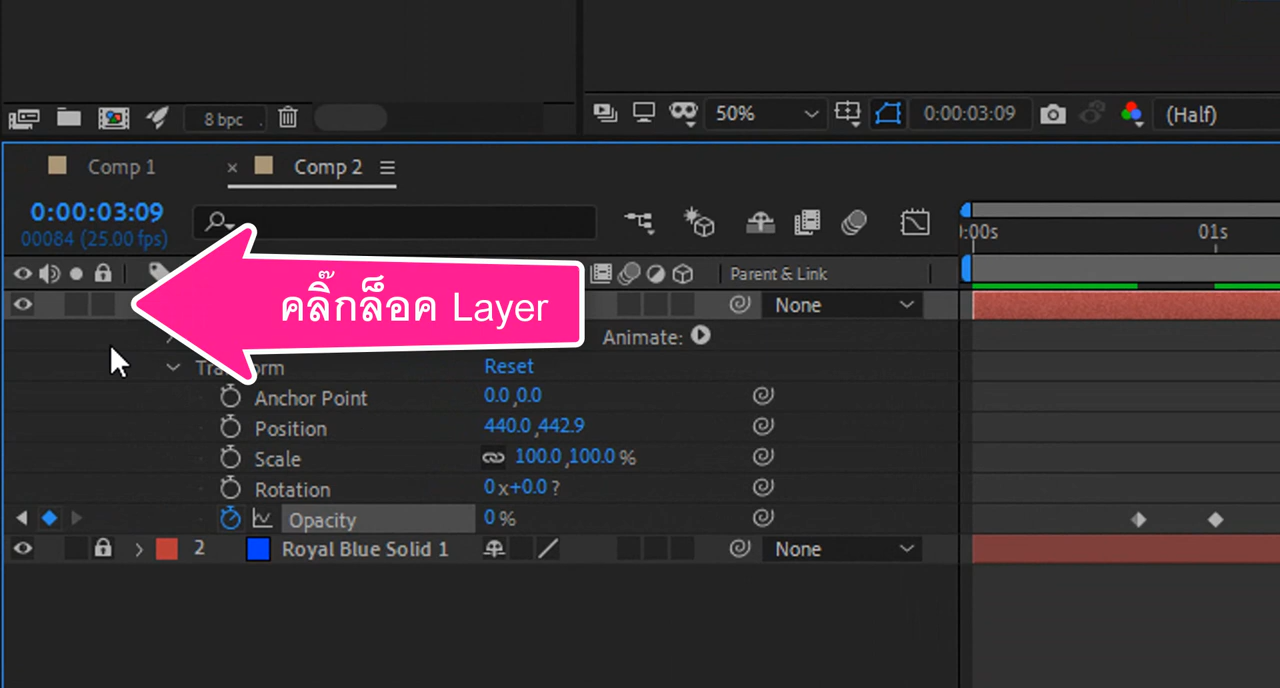 8 bpc
50%
0:00:03:09
(Half)
Comp 1
× Comp 2
0:00:03:09
00084 (25.00 fps)
:00s
01s
Parent & Link
คลิ๊กล็อค Layer
None
Animate:
Reset
Anchor Point
0.0,0.0
Position
440.0,442.9
Scale
100.0,100.0%
Rotation
0x+0.0?
Opacity
0%
2
Royal Blue Solid 1
None